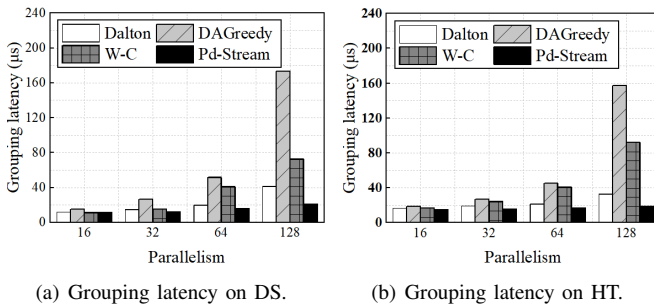 240
200
160
120
80
40
0
Grouping latency (μs)
Dalton DAGreedy
W-C Pd-Stream
16 32 64 128
Parallelism
(a) Grouping latency on DS.
240
200
160
120
80
40
0
Grouping latency (μs)
Dalton DAGreedy
W-C Pd-Stream
16 32 64 128
Parallelism
(b) Grouping latency on HT.